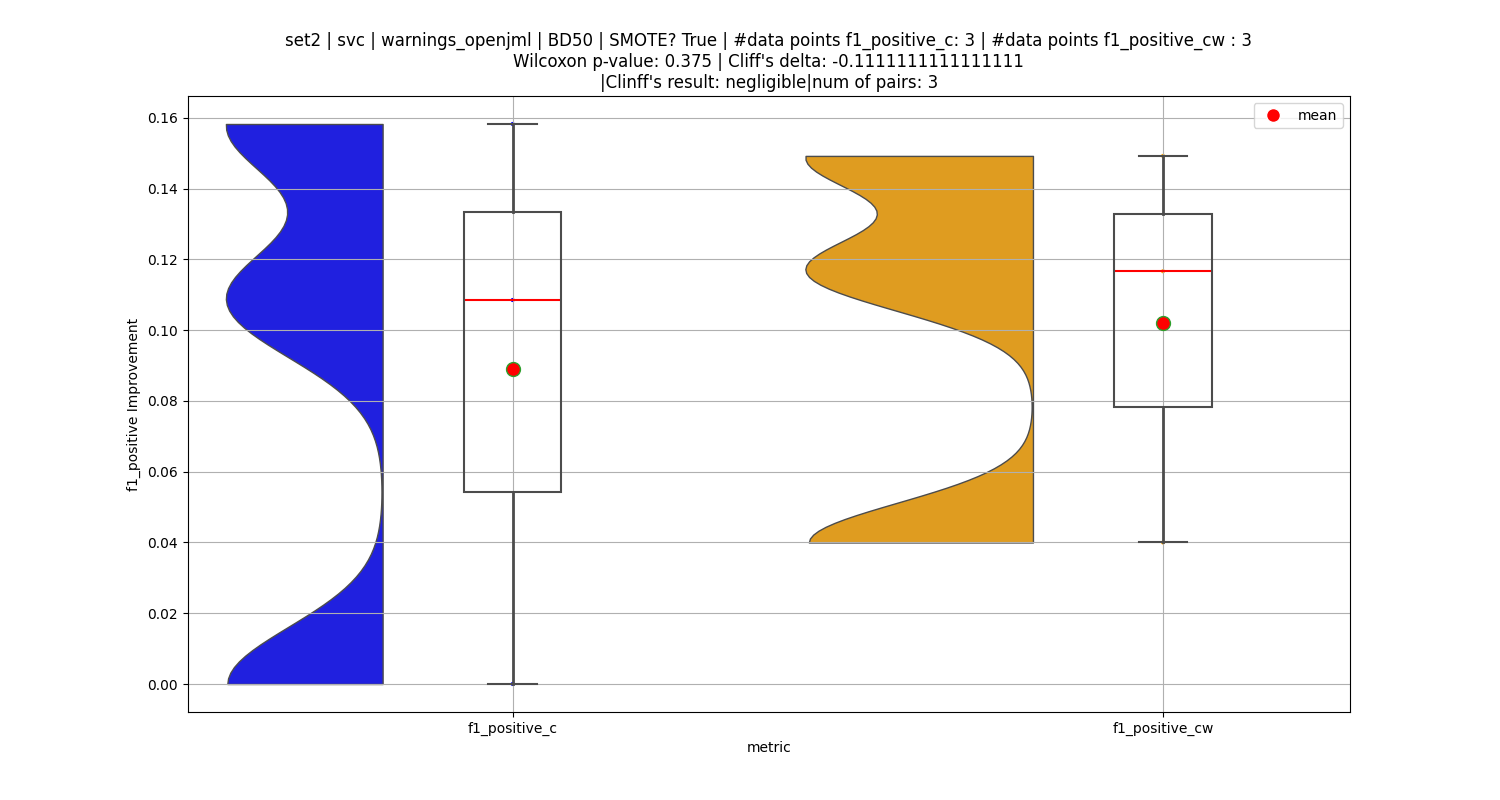 set2 | svc | warnings_openjml | BD50 | SMOTE? True | #data points f1_positive_c: 3 | #data points f1_positive_cw : 3
Wilcoxon p-value: 0.375 | Cliff's delta: -0.1111111111111111
|Clinff's result: negligible|num of pairs: 3
mean
0.16
0.14
0.12
0.10
0.08
0.06
0.04
0.02
0.00
f1_positive Improvement
f1_positive_c
f1_positive_cw
metric